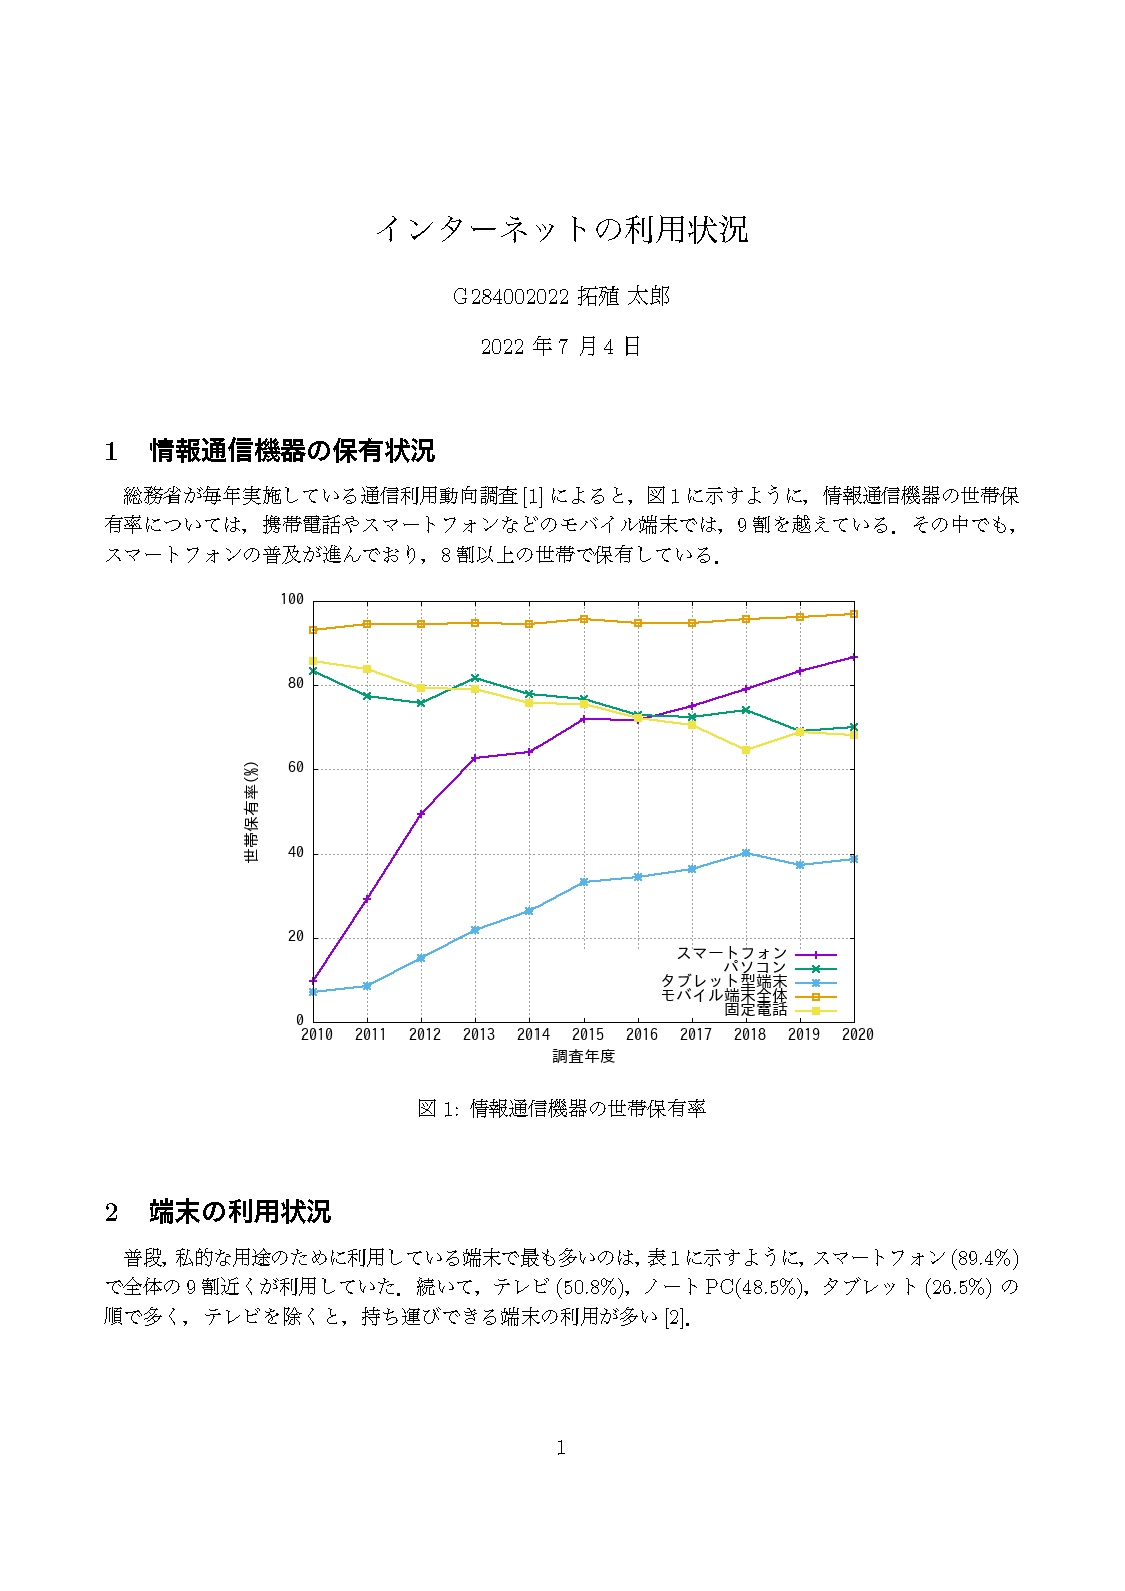 インターネットの利用状況
G284002022 拓殖 太郎
2022 年 7 月 4 日
1 情報通信機器の保有状況
総務省が毎年実施している通信利用動向調査 [1] によると，図 1 に示すように，情報通信機器の世帯保
有率については，携帯電話やスマートフォンなどのモバイル端末では，9 割を越えている．その中でも，
スマートフォンの普及が進んでおり，8 割以上の世帯で保有している．
100
80
60
40
20
0
世帯保有率(%)
スマートフォン
パソコン
タブレット型端末
モバイル端末全体
固定電話
2010 2011 2012 2013 2014 2015 2016 2017 2018 2019 2020
調査年度
図 1: 情報通信機器の世帯保有率
2 端末の利用状況
普段，私的な用途のために利用している端末で最も多いのは，表 1 に示すように，スマートフォン (89.4%)
で全体の 9 割近くが利用していた．続いて，テレビ (50.8%)，ノート PC(48.5%)，タブレット (26.5%) の
順で多く，テレビを除くと，持ち運びできる端末の利用が多い [2]．
1